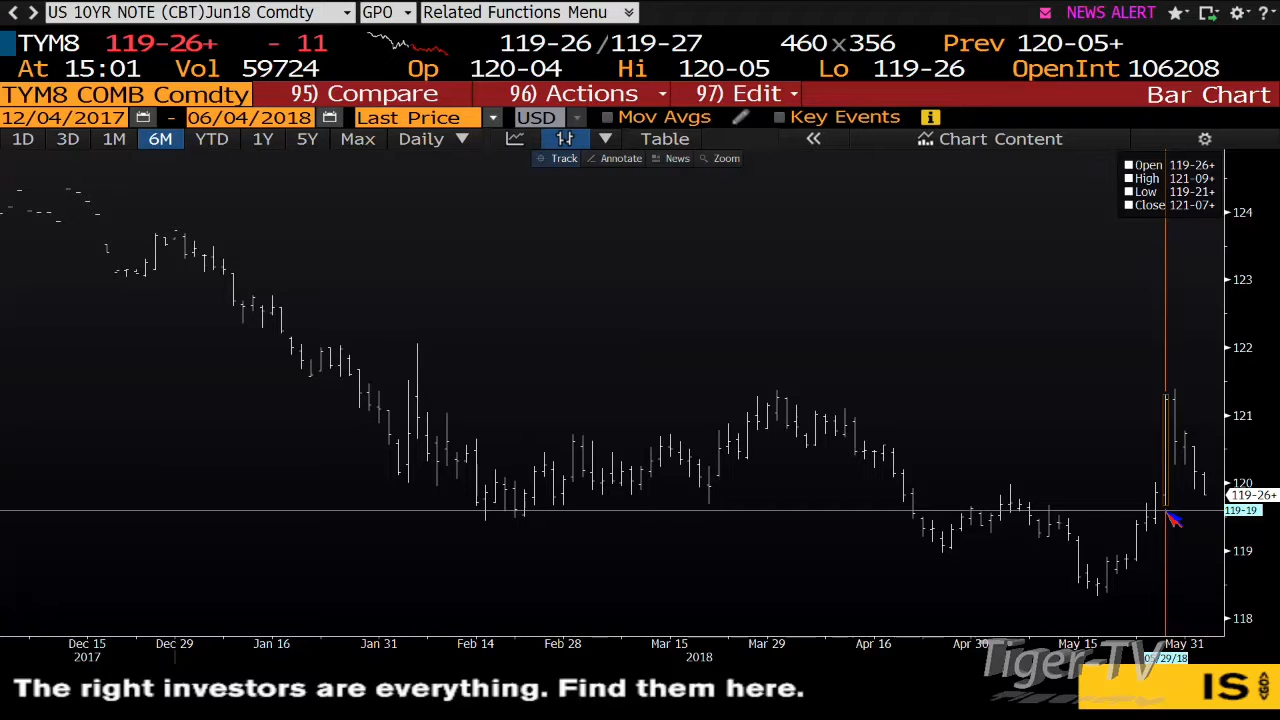 US 10YR NOTE (CBT)Jun18 Comdty GPO Related Functions Menu NEWS ALERT ?
TYM8 119-26+ - 11 119-26 /119-27 460x356 Prev 120-05+
At 15:01 Vol 59724 Op 120-04 Hi 120-05 Lo 119-26 OpenInt 106208
TYM8 COMB Comdty 95) Compare 96) Actions 97) Edit Bar Chart
12/04/2017 - 06/04/2018 Last Price USD Mov Avgs Key Events i
1D 3D 1M 6M YTD 1Y 5Y Max Daily Table « Chart Content
Track Annotate News Zoom
Open 119-26+
High 121-09+
Low 119-21+
Close 121-07+
124
123
122
121
120
119-26+
119-19
119
118
Dec 15 Dec 29 Jan 16 Jan 31 Feb 14 Feb 28 Mar 15 Mar 29 Apr 16 Apr 30 May 15 May 31
2017 2018 05/29/18
Tiger-TV
The right investors are everything. Find them here. IS